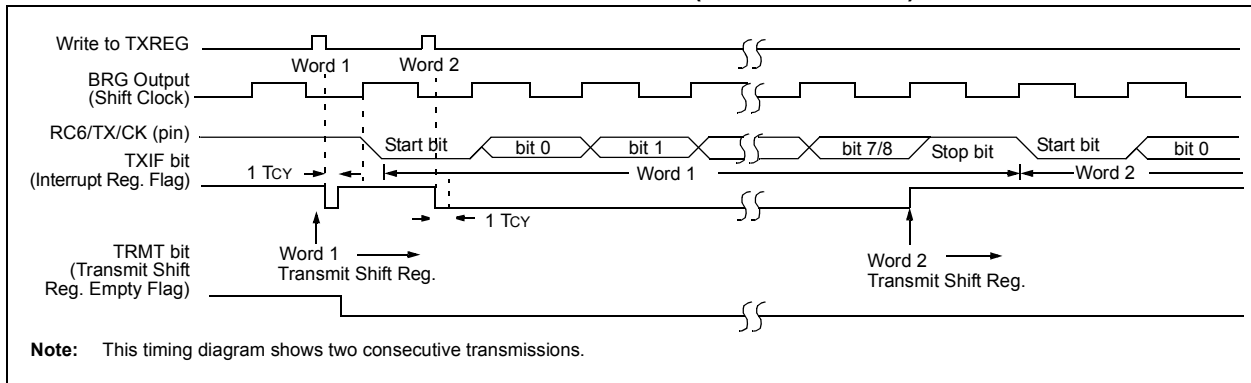 Write to TXREG
Word 1 Word 2
BRG Output
(Shift Clock)
RC6/TX/CK (pin)
Start bit bit 0 bit 1 bit 7/8 Stop bit Start bit bit 0
TXIF bit
(Interrupt Reg. Flag)
1 TCY
Word 1 Word 2
1 TCY
Word 1
Transmit Shift Reg.
Word 2
Transmit Shift Reg.
TRMT bit
(Transmit Shift
Reg. Empty Flag)
Note: This timing diagram shows two consecutive transmissions.